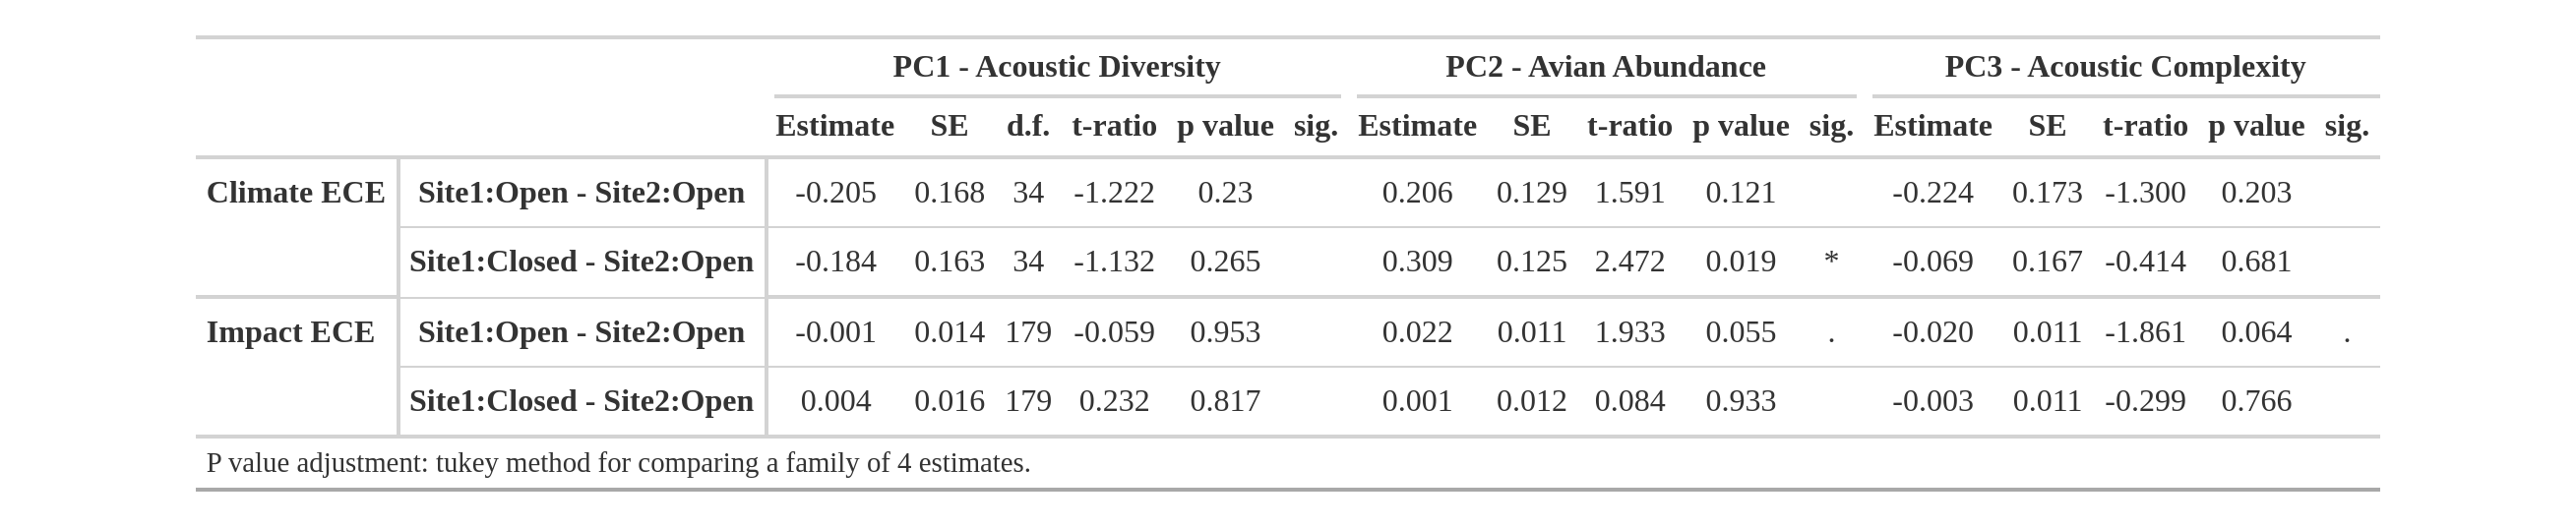 PC1 - Acoustic Diversity PC2 - Avian Abundance PC3 - Acoustic Complexity
Estimate SE d.f. t-ratio p value sig. Estimate SE t-ratio p value sig. Estimate SE t-ratio p value sig.
Climate ECE Site1:Open - Site2:Open -0.205 0.168 34 -1.222 0.23 0.206 0.129 1.591 0.121 -0.224 0.173 -1.300 0.203
Site1:Closed - Site2:Open -0.184 0.163 34 -1.132 0.265 0.309 0.125 2.472 0.019 * -0.069 0.167 -0.414 0.681
Impact ECE Site1:Open - Site2:Open -0.001 0.014 179 -0.059 0.953 0.022 0.011 1.933 0.055 . -0.020 0.011 -1.861 0.064 .
Site1:Closed - Site2:Open 0.004 0.016 179 0.232 0.817 0.001 0.012 0.084 0.933 -0.003 0.011 -0.299 0.766
P value adjustment: tukey method for comparing a family of 4 estimates.